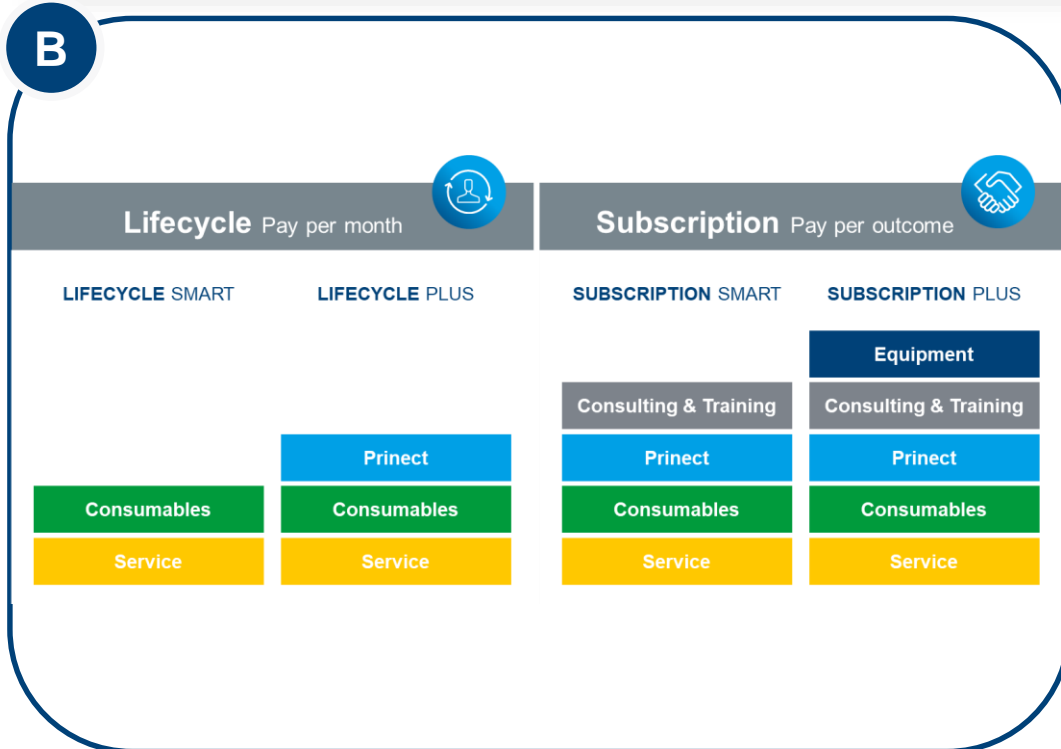 B
Lifecycle Pay per month
Subscription Pay per outcome
LIFECYCLE SMART
LIFECYCLE PLUS
SUBSCRIPTION SMART
SUBSCRIPTION PLUS
Equipment
Consulting & Training
Consulting & Training
Prinect
Prinect
Prinect
Consumables
Consumables
Consumables
Consumables
Service
Service
Service
Service